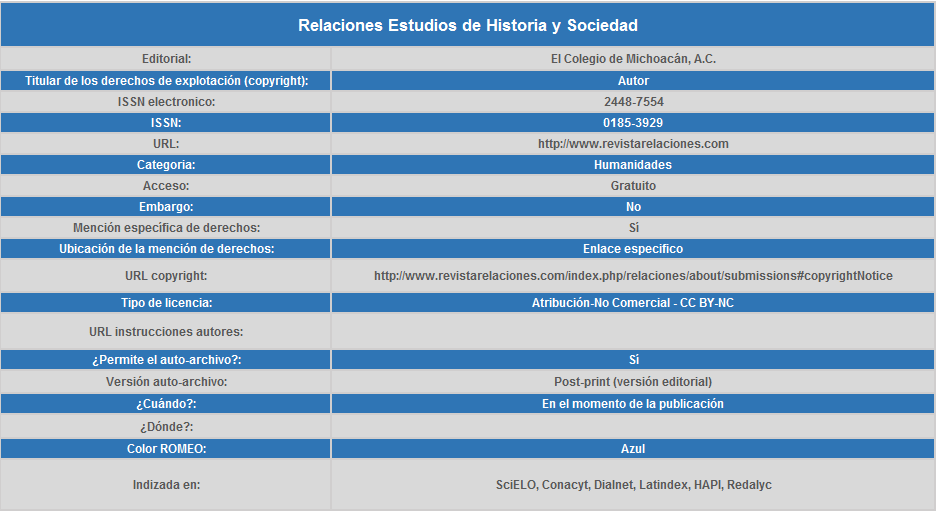 Relaciones Estudios de Historia y Sociedad
Editorial: El Colegio de Michoacán, A.C.
Titular de los derechos de explotación (copyright): Autor
ISSN electronico: 2448-7554
ISSN: 0185-3929
URL: http://www.revistarelaciones.com
Categoria: Humanidades
Acceso: Gratuito
Embargo: No
Mención específica de derechos: Sí
Ubicación de la mención de derechos: Enlace especifico
URL copyright: http://www.revistarelaciones.com/index.php/relaciones/about/submissions#copyrightNotice
Tipo de licencia: Atribución-No Comercial - CC BY-NC
URL instrucciones autores:
¿Permite el auto-archivo?: Sí
Versión auto-archivo: Post-print (versión editorial)
¿Cuándo?: En el momento de la publicación
¿Dónde?:
Color ROMEO: Azul
Indizada en: SciELO, Conacyt, Dialnet, Latindex, HAPI, Redalyc